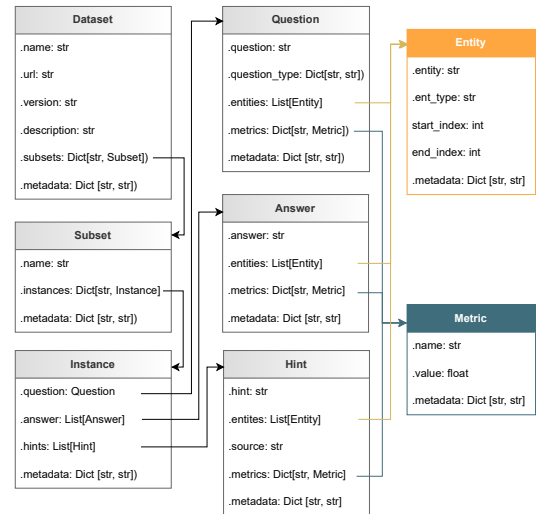 Dataset
.name: str
.url: str
.version: str
.description: str
.subsets: Dict[str, Subset])
.metadata: Dict [str, str])
Subset
.name: str
.instances: Dict[str, Instance]
.metadata: Dict [str, str])
Instance
.question: Question
.answer: List[Answer]
.hints: List[Hint]
.metadata: Dict [str, str])
Question
.question: str
.question_type: Dict[str, str])
.entities: List[Entity]
.metrics: Dict[str, Metric])
.metadata: Dict [str, str])
Answer
.answer: str
.entities: List[Entity]
.metrics: Dict[str, Metric]
.metadata: Dict [str, str]
Hint
.hint: str
.entites: List[Entity]
.source: str
.metrics: Dict[str, Metric]
.metadata: Dict [str, str]
Entity
.entity: str
.ent_type: str
start_index: int
end_index: int
.metadata: Dict [str, str]
Metric
.name: str
.value: float
.metadata: Dict [str, str]